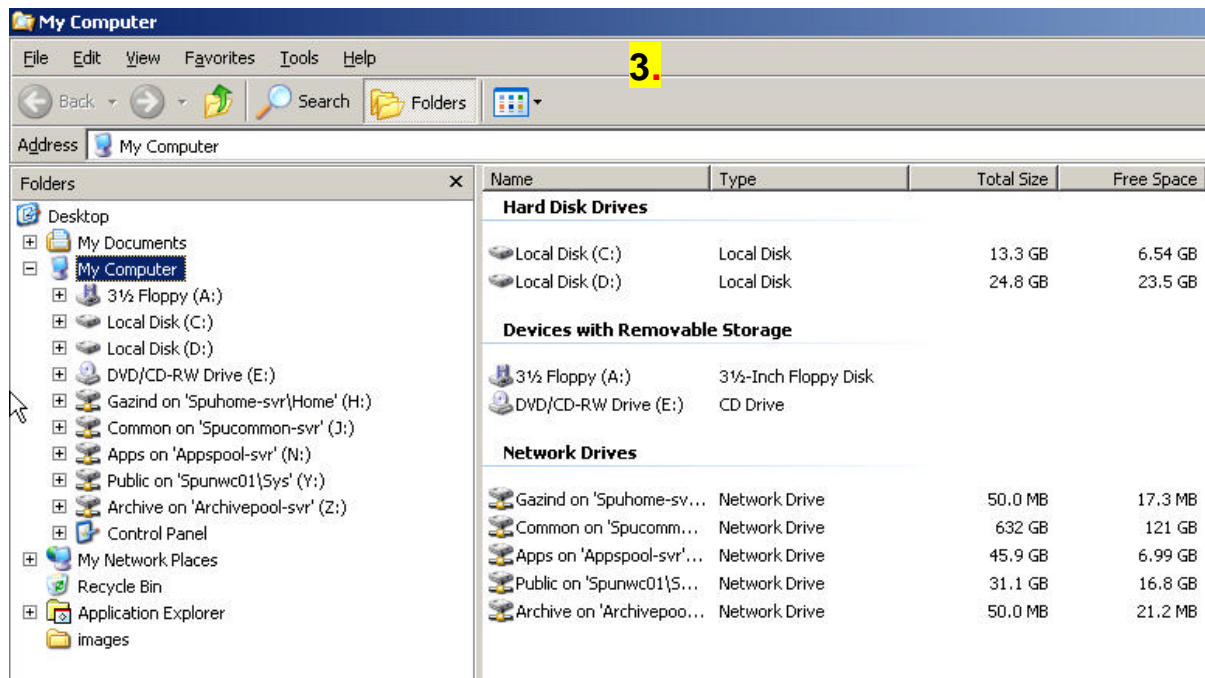 My Computer
File Edit View Favorites Tools Help
3.
Back Search Folders
Address My Computer
Folders
Desktop
My Documents
My Computer
3½ Floppy (A:)
Local Disk (C:)
Local Disk (D:)
DVD/CD-RW Drive (E:)
Gazind on 'Spuhome-svr\Home' (H:)
Common on 'Spucommon-svr' (J:)
Apps on 'Appspool-svr' (N:)
Public on 'Spunwc01\Sys' (Y:)
Archive on 'Archivepool-svr' (Z:)
Control Panel
My Network Places
Recycle Bin
Application Explorer
images
Name Type Total Size Free Space
Hard Disk Drives
Local Disk (C:) Local Disk 13.3 GB 6.54 GB
Local Disk (D:) Local Disk 24.8 GB 23.5 GB
Devices with Removable Storage
3½ Floppy (A:) 3½-Inch Floppy Disk
DVD/CD-RW Drive (E:) CD Drive
Network Drives
Gazind on 'Spuhome-sv... Network Drive 50.0 MB 17.3 MB
Common on 'Spucomm... Network Drive 632 GB 121 GB
Apps on 'Appspool-svr'... Network Drive 45.9 GB 6.99 GB
Public on 'Spunwc01\S... Network Drive 31.1 GB 16.8 GB
Archive on 'Archivepoo... Network Drive 50.0 MB 21.2 MB